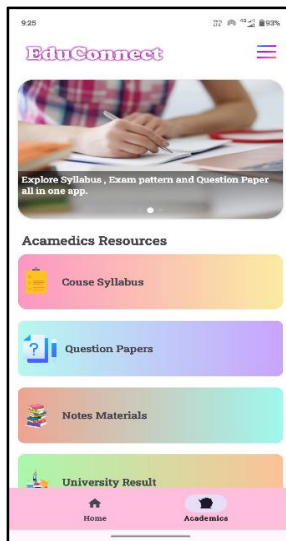 9:25
93%
EduConnect
Explore Syllabus , Exam pattern and Question Paper
all in one app.
Acamedics Resources
Couse Syllabus
Question Papers
Notes Materials
University Result
Home
Academics